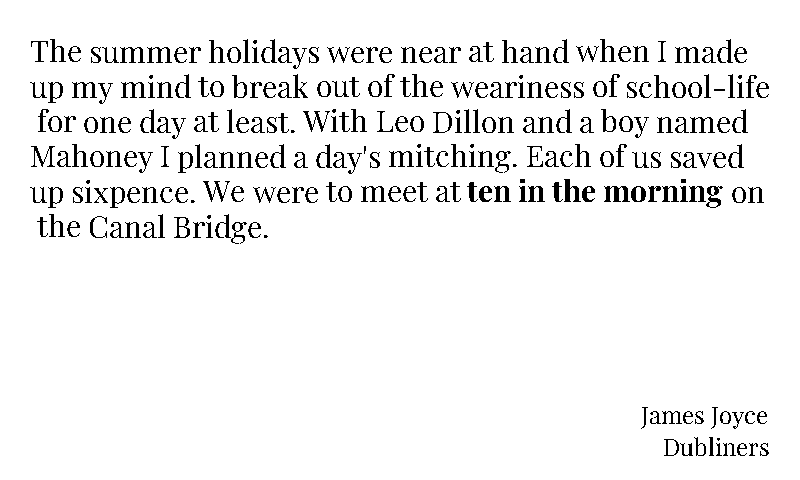 The summer holidays were near at hand when I made
up my mind to break out of the weariness of school-life
for one day at least. With Leo Dillon and a boy named
Mahoney I planned a day's mitching. Each of us saved
up sixpence. We were to meet at ten in the morning on
the Canal Bridge.
James Joyce
Dubliners